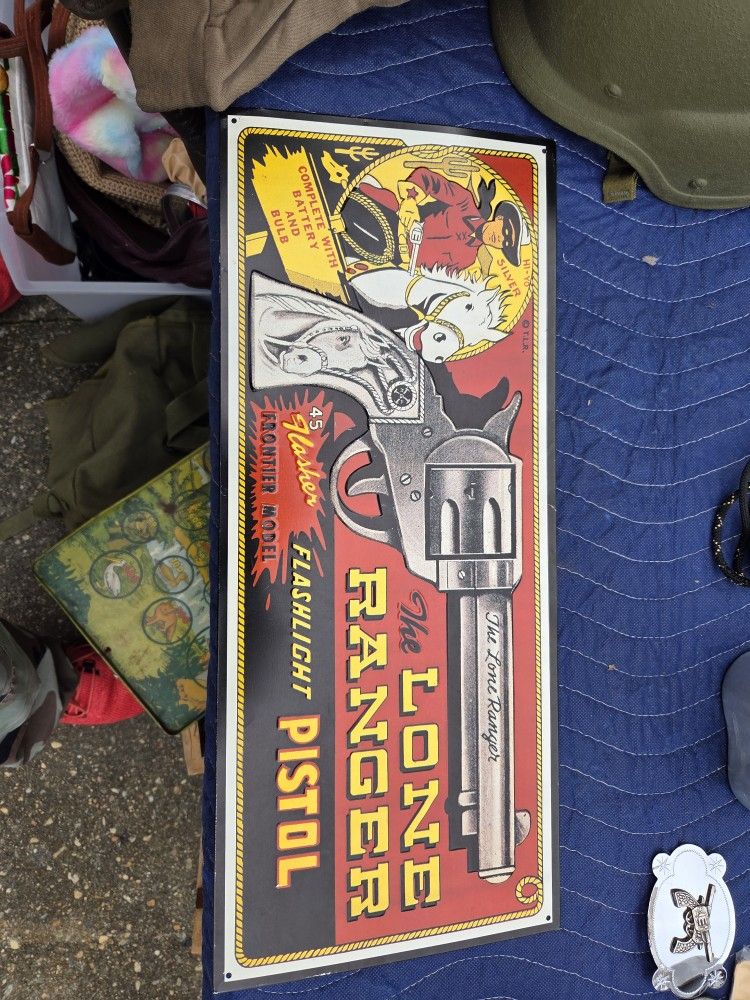 COMPLETE WITH
BATTERY
AND
BULB
HI-YO
SILVER
© T.L.R.
45
Flasher
FRONTIER MODEL
The Lone Ranger
The LONE
RANGER
FLASHLIGHT PISTOL